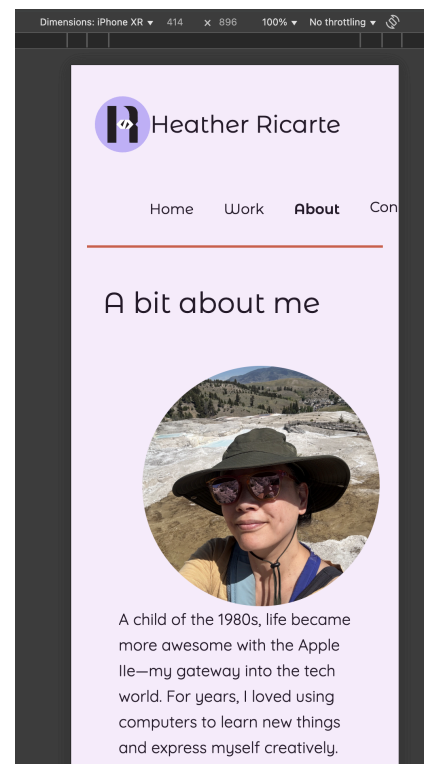 Dimensions: iPhone XR ▼ 414 x 896 100% ▼ No throttling ▼
Heather Ricarte
Home Work About Con
A bit about me
A child of the 1980s, life became
more awesome with the Apple
IIe—my gateway into the tech
world. For years, I loved using
computers to learn new things
and express myself creatively.